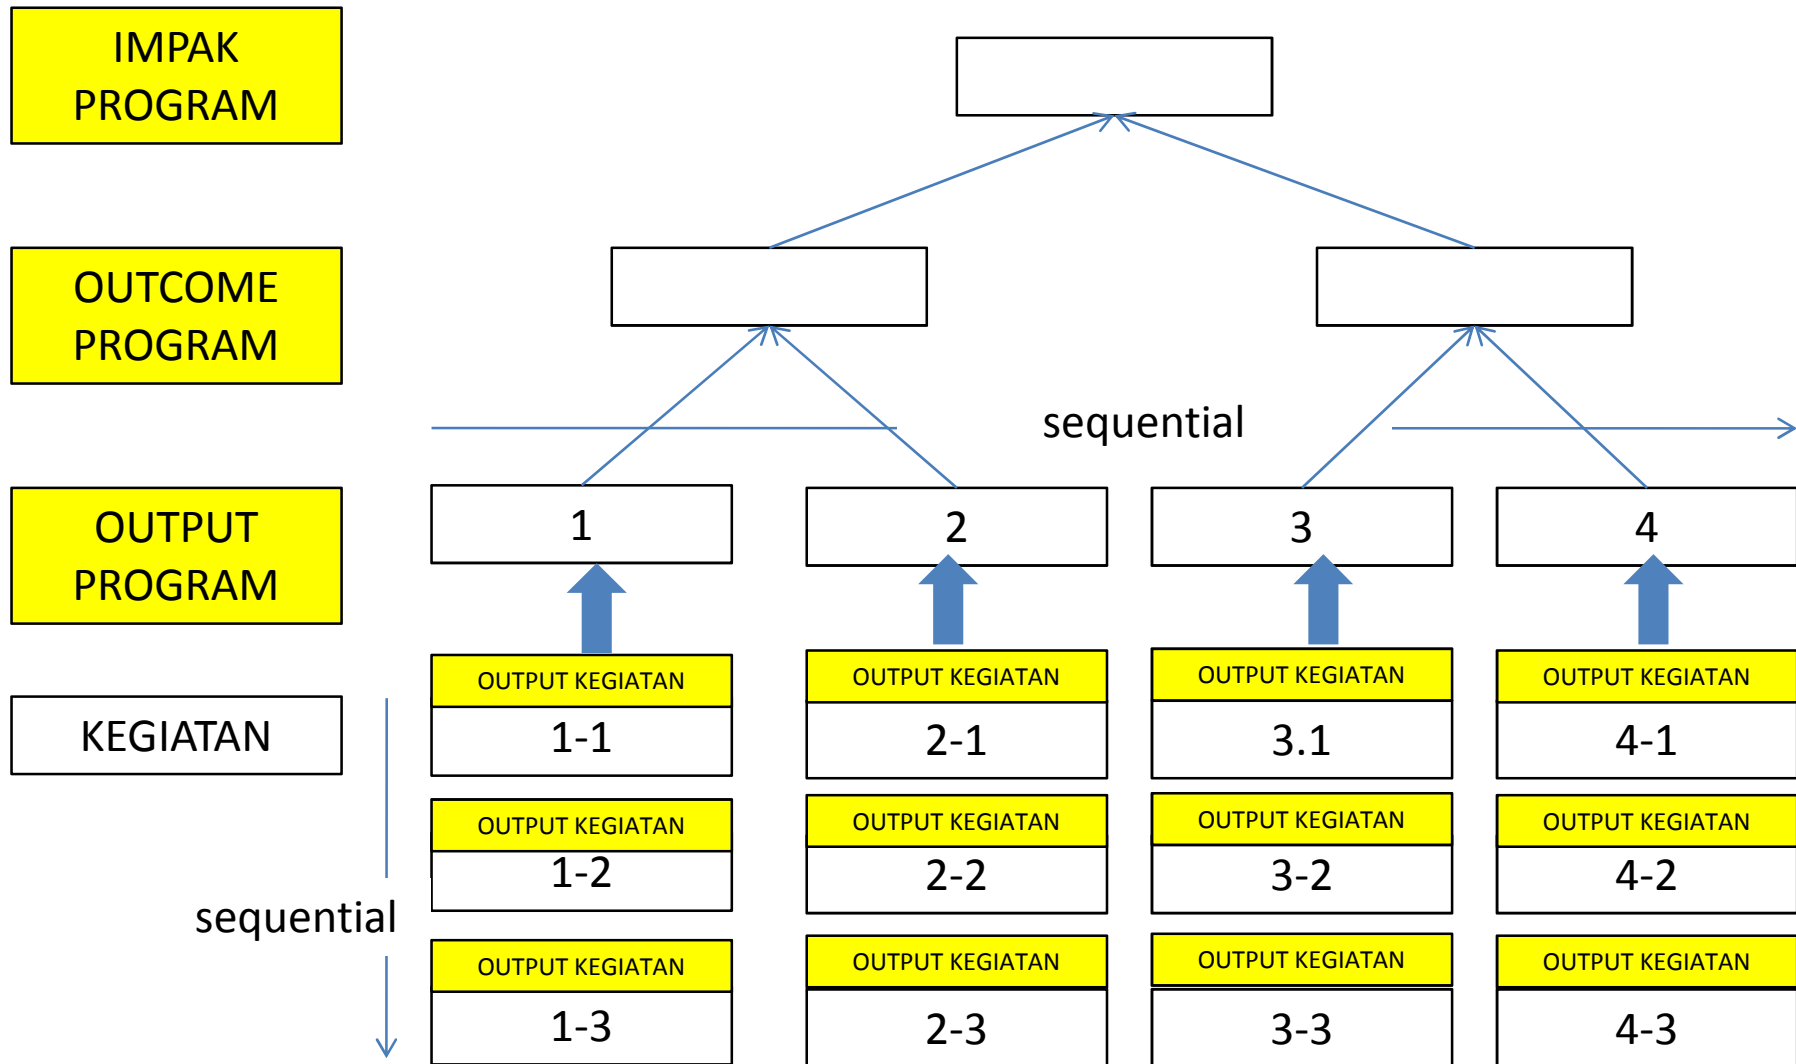 IMPAK
PROGRAM
OUTCOME
PROGRAM
sequential
OUTPUT
PROGRAM
1
2
3
4
KEGIATAN
sequential
OUTPUT KEGIATAN
OUTPUT KEGIATAN
OUTPUT KEGIATAN
OUTPUT KEGIATAN
1-1
2-1
3.1
4-1
OUTPUT KEGIATAN
OUTPUT KEGIATAN
OUTPUT KEGIATAN
OUTPUT KEGIATAN
1-2
2-2
3-2
4-2
OUTPUT KEGIATAN
OUTPUT KEGIATAN
OUTPUT KEGIATAN
OUTPUT KEGIATAN
1-3
2-3
3-3
4-3